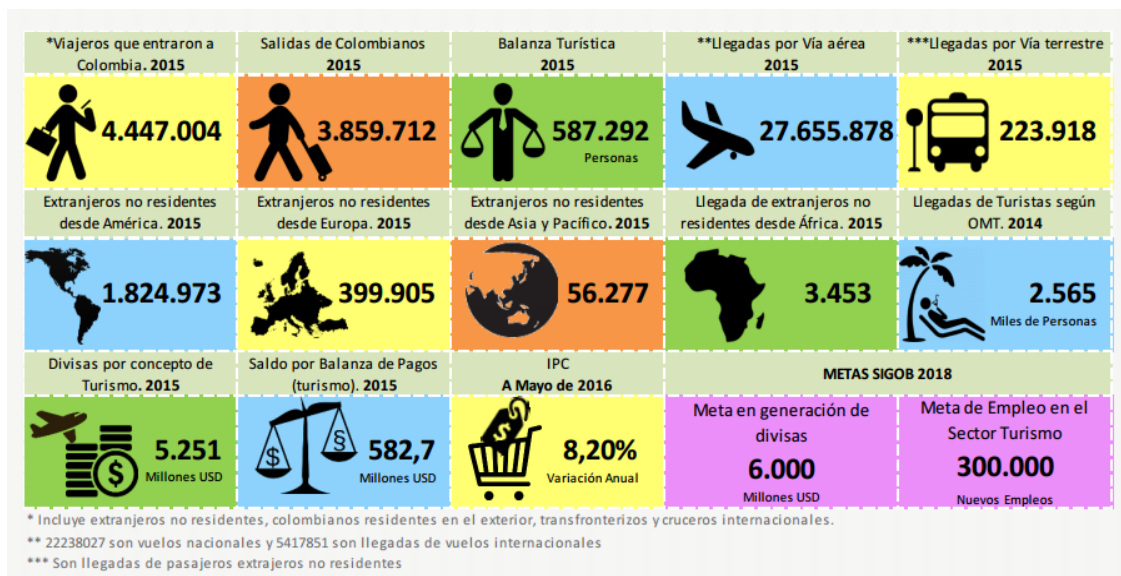 *Viajeros que entraron a
Colombia. 2015
4.447.004
Salidas de Colombianos
2015
3.859.712
Balanza Turística
2015
587.292
Personas
**Llegadas por Vía aérea
2015
27.655.878
***Llegadas por Vía terrestre
2015
223.918
Extranjeros no residentes
desde América. 2015
1.824.973
Extranjeros no residentes
desde Europa. 2015
399.905
Extranjeros no residentes
desde Asia y Pacífico. 2015
56.277
Llegada de extranjeros no
residentes desde África. 2015
3.453
Llegadas de Turistas según
OMT. 2014
2.565
Miles de Personas
Divisas por concepto de
Turismo. 2015
$
5.251
Millones USD
Saldo por Balanza de Pagos
(turismo). 2015
$ §
582,7
Millones USD
IPC
A Mayo de 2016
$
8,20%
Variación Anual
METAS SIGOB 2018
Meta en generación de
divisas
6.000
Millones USD
Meta de Empleo en el
Sector Turismo
300.000
Nuevos Empleos
* Incluye extranjeros no residentes, colombianos residentes en el exterior, transfronterizos y cruceros internacionales.
** 22238027 son vuelos nacionales y 5417851 son llegadas de vuelos internacionales
*** Son llegadas de pasajeros extrajeros no residentes